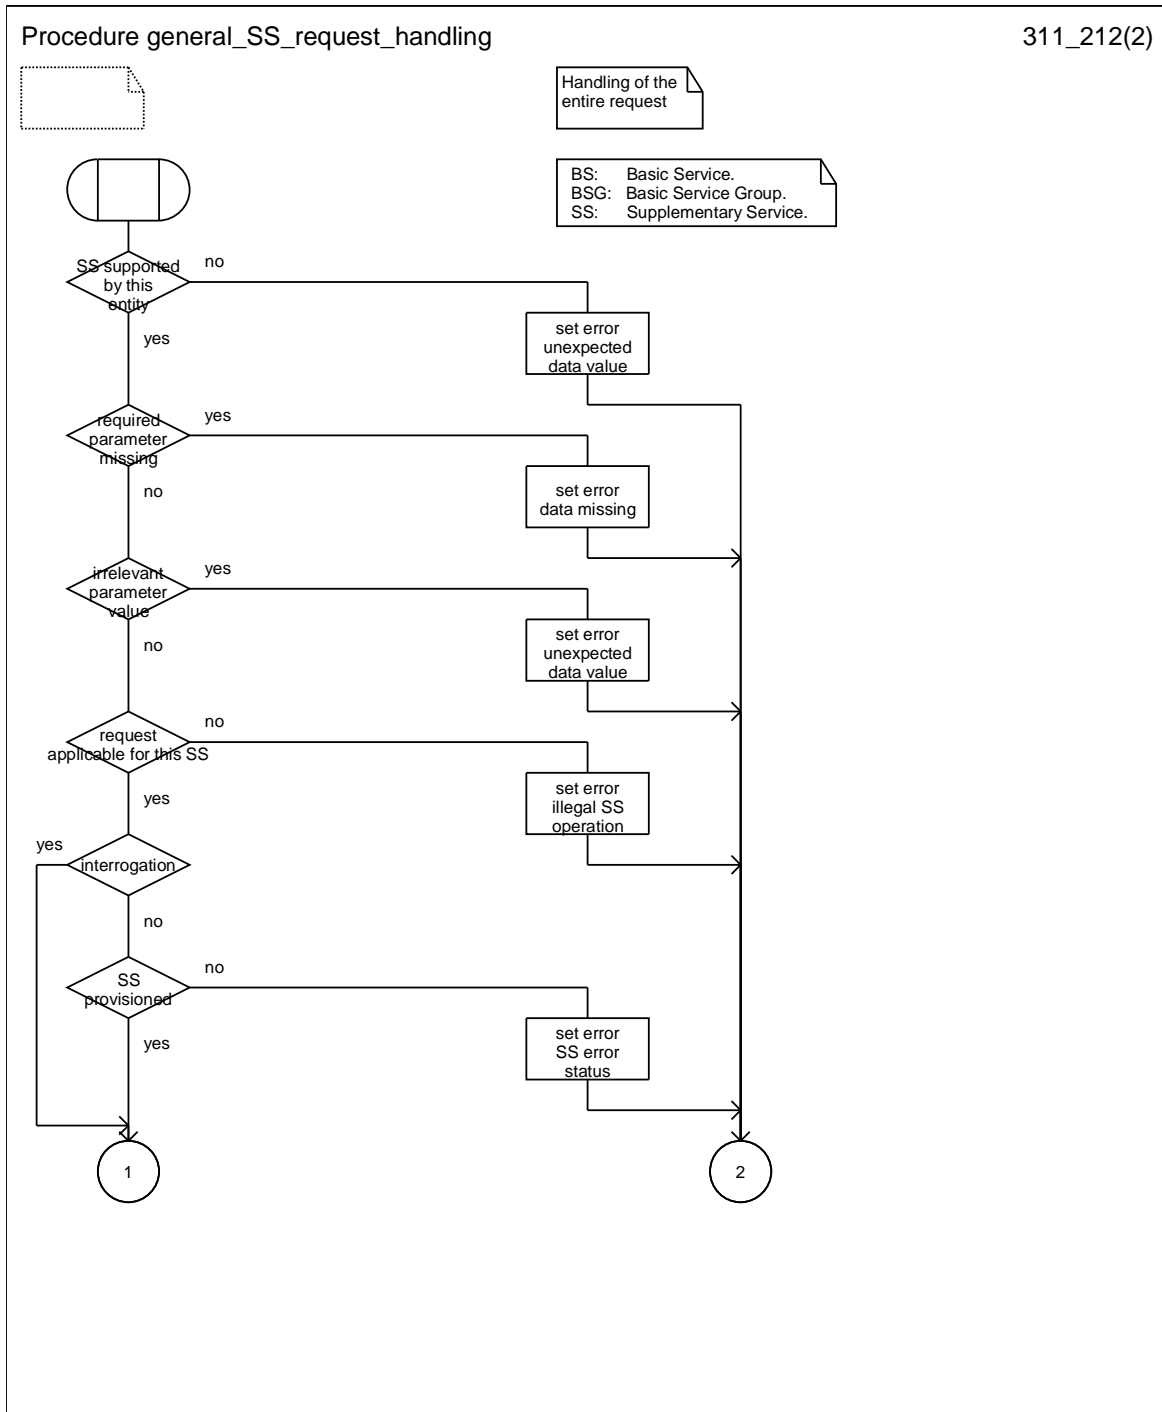 Procedure general_SS_request_handling
311_212(2)
Handling of the
entire request
BS: Basic Service.
BSG: Basic Service Group.
SS: Supplementary Service.
SS supported
by this
entity
no
yes
set error
unexpected
data value
required
parameter
missing
yes
no
set error
data missing
irrelevant
parameter
value
yes
no
set error
unexpected
data value
request
applicable for this SS
no
yes
set error
illegal SS
operation
yes
interrogation
no
SS
provisioned
no
yes
set error
SS error
status
1
2